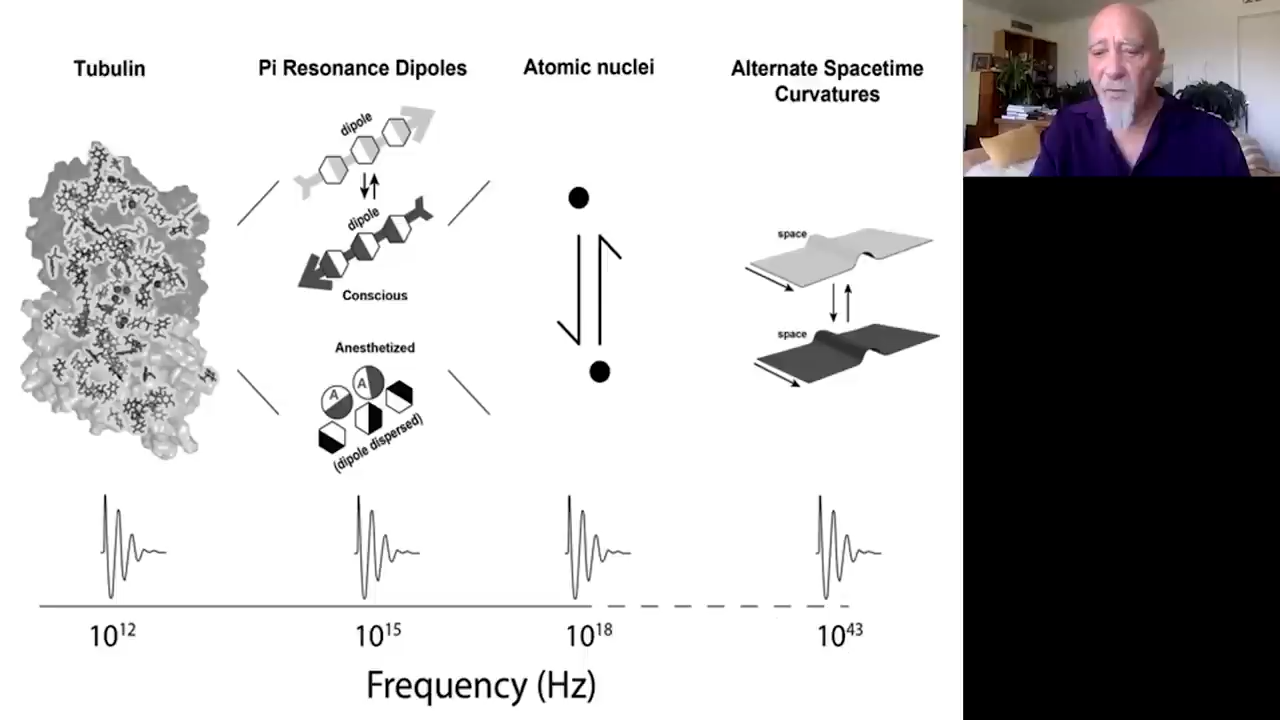 Tubulin
Pi Resonance Dipoles
Atomic nuclei
Alternate Spacetime
Curvatures
dipole
dipole
Conscious
Anesthetized
A
A
(dipole dispersed)
space
space
10¹²
10¹⁵
10¹⁸
10⁴³
Frequency (Hz)